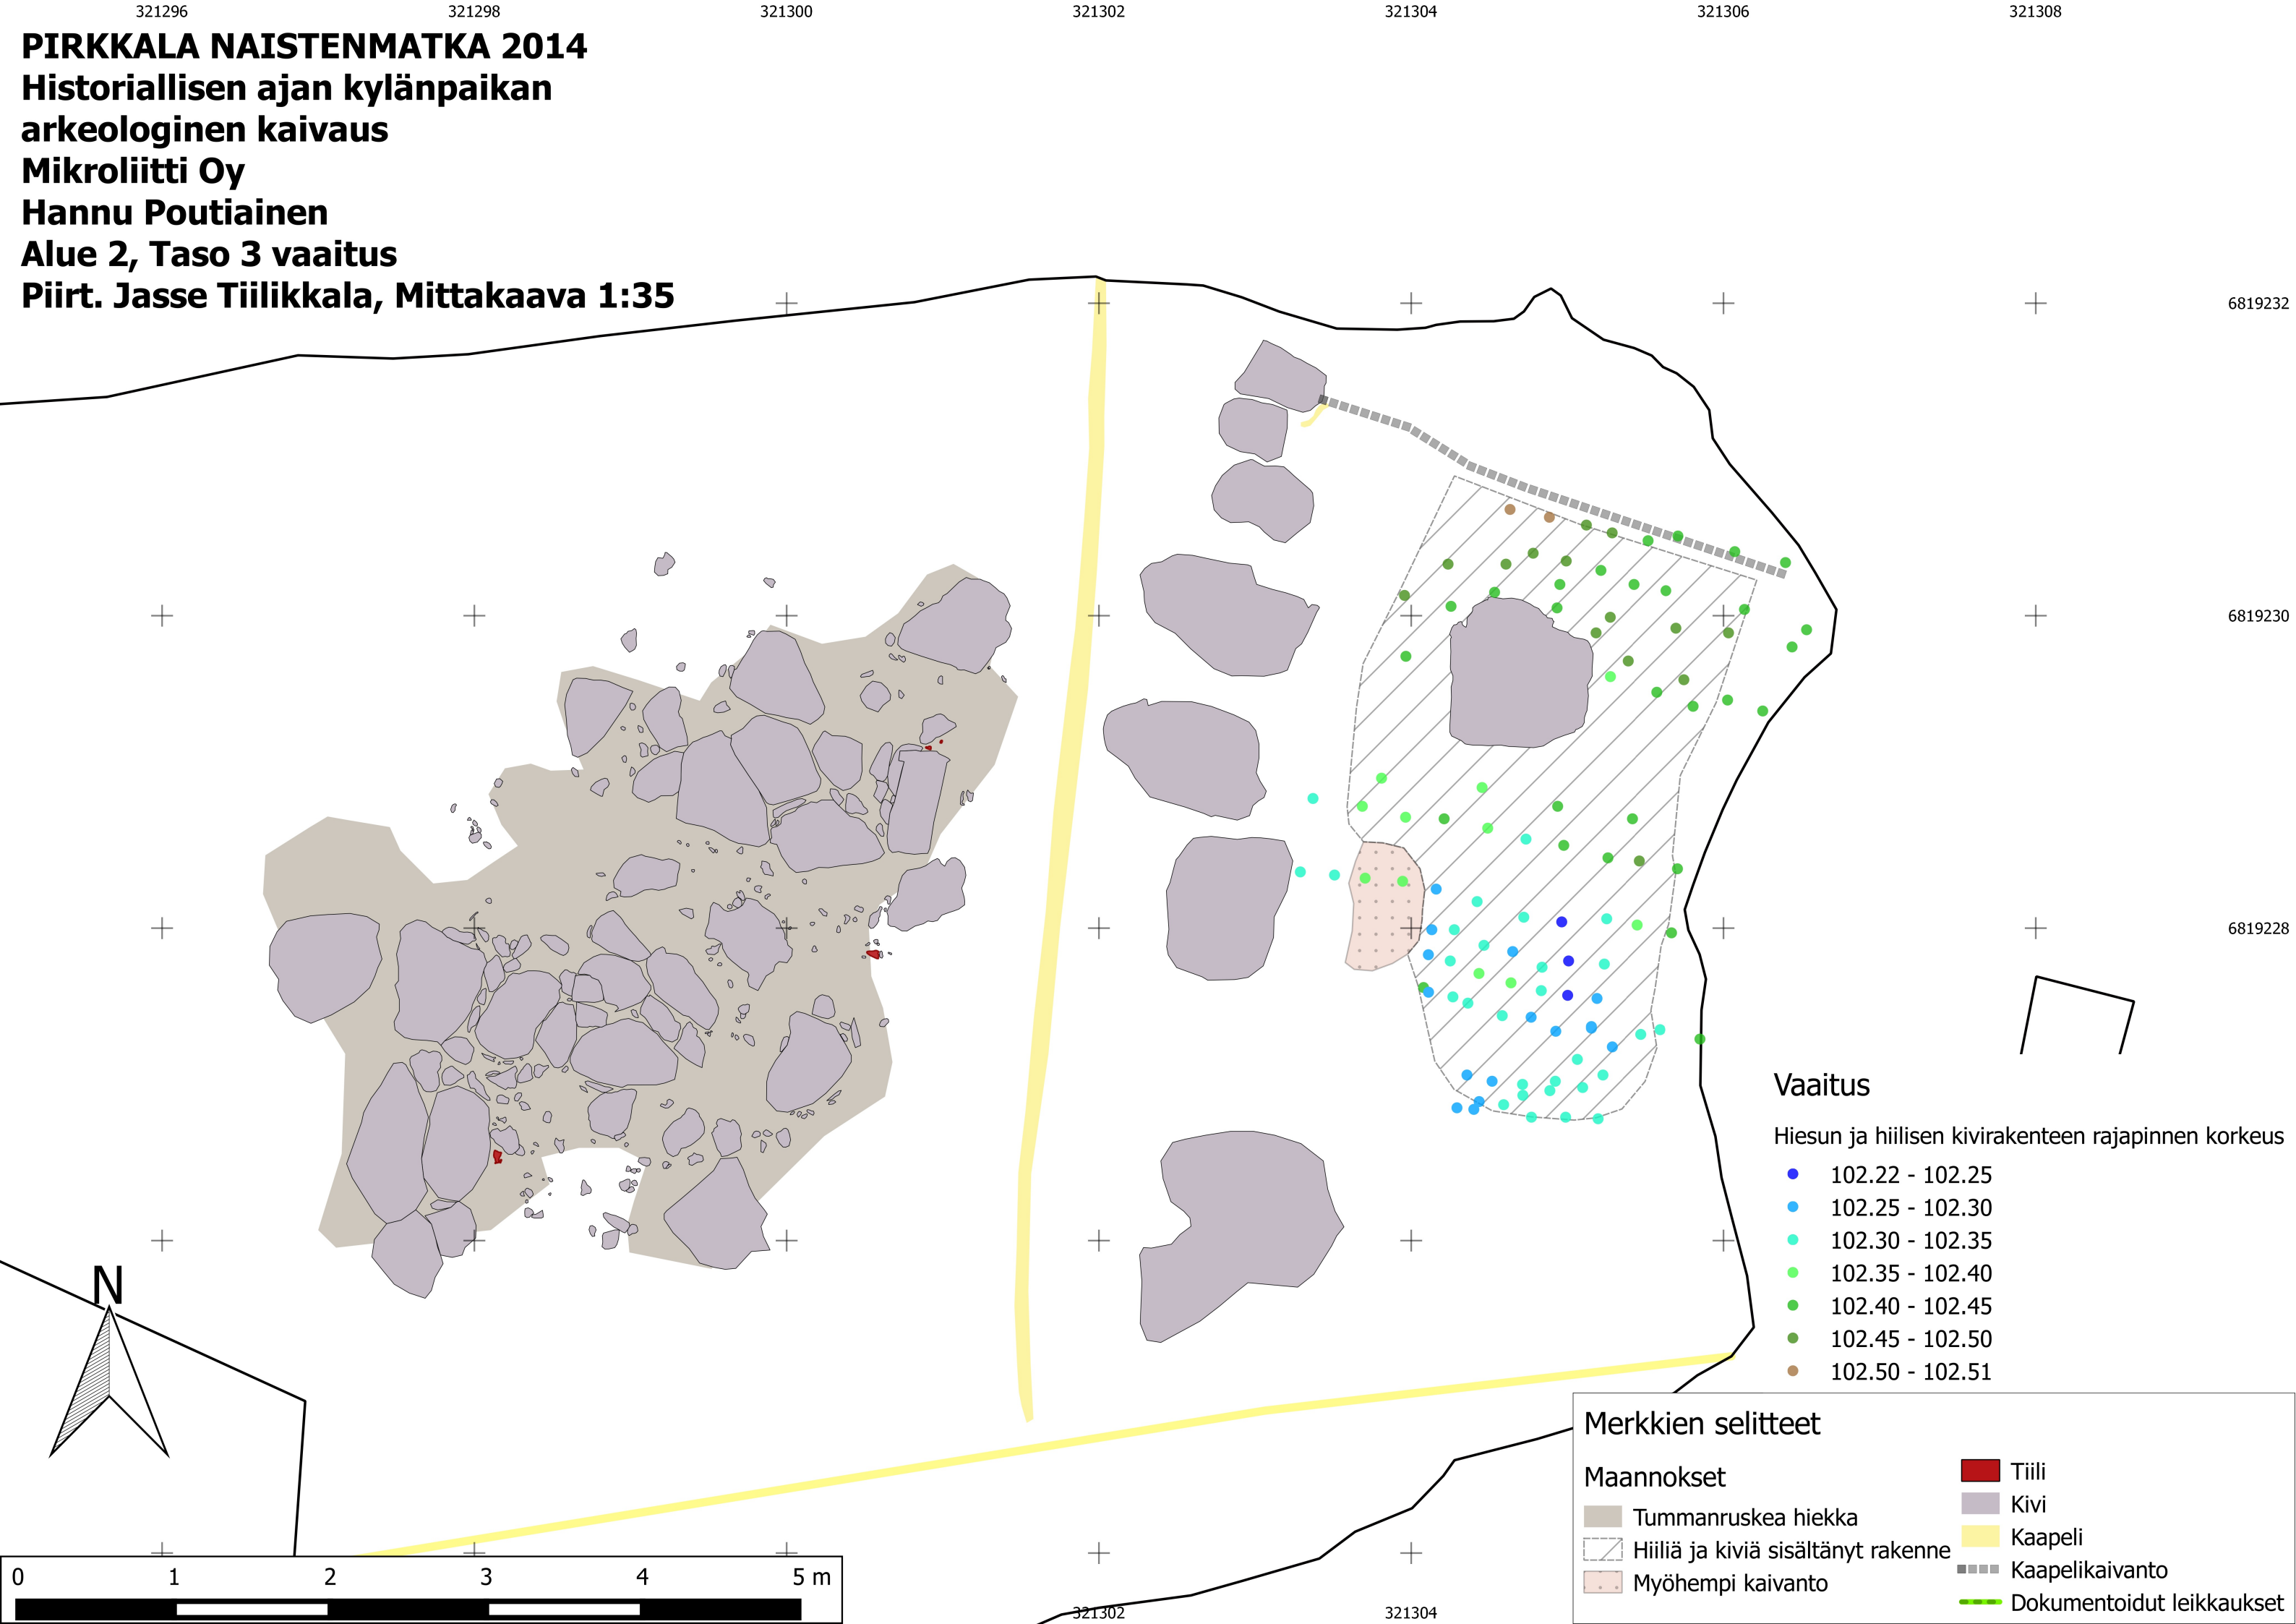 321296 321298 321300 321302 321304 321306 321308
PIRKKALA NAISTENMATKA 2014
Historiallisen ajan kylänpaikan
arkeologinen kaivaus
Mikroliitti Oy
Hannu Poutiainen
Alue 2, Taso 3 vaaitus
Piirt. Jasse Tiilikkala, Mittakaava 1:35
6819232
6819230
6819228
Vaaitus
Hiesun ja hiilisen kivirakenteen rajapinnen korkeus
102.22 - 102.25
102.25 - 102.30
102.30 - 102.35
102.35 - 102.40
102.40 - 102.45
102.45 - 102.50
102.50 - 102.51
N
Merkkien selitteet
Maannokset
Tummanruskea hiekka
Hiiliä ja kiviä sisältänyt rakenne
Myöhempi kaivanto
Tiili
Kivi
Kaapeli
Kaapelikaivanto
Dokumentoidut leikkaukset
0 1 2 3 4 5 m
321302 321304